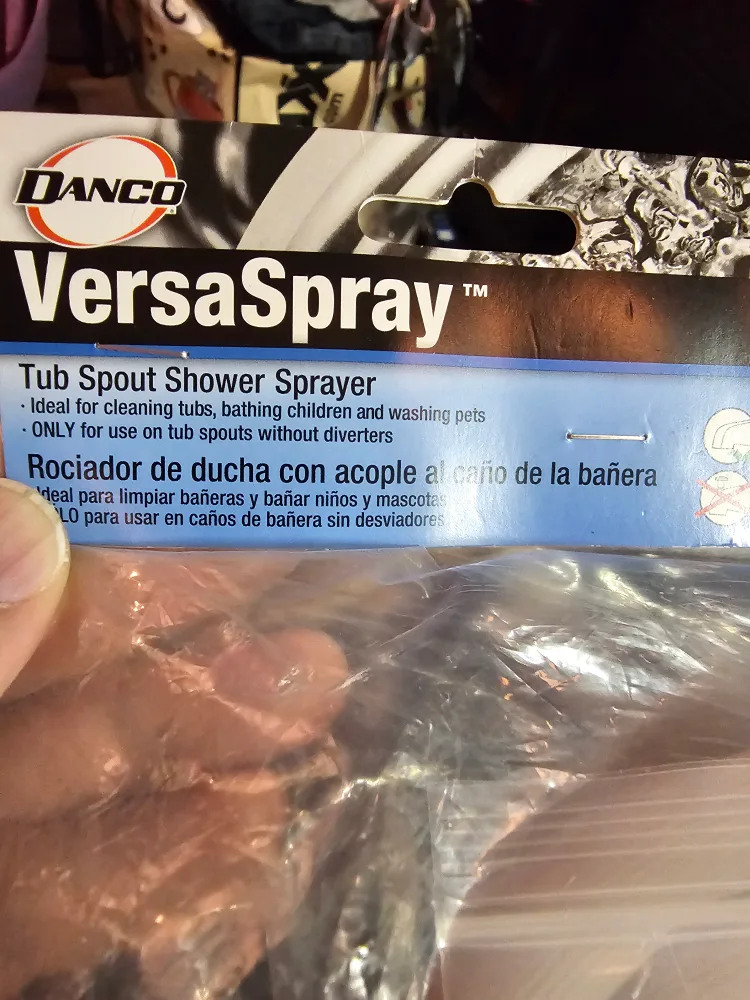 DANCO®
VersaSpray™
Tub Spout Shower Sprayer
· Ideal for cleaning tubs, bathing children and washing pets
· ONLY for use on tub spouts without diverters
Rociador de ducha con acople al caño de la bañera
Ideal para limpiar bañeras y bañar niños y mascotas
LO para usar en caños de bañera sin desviadores